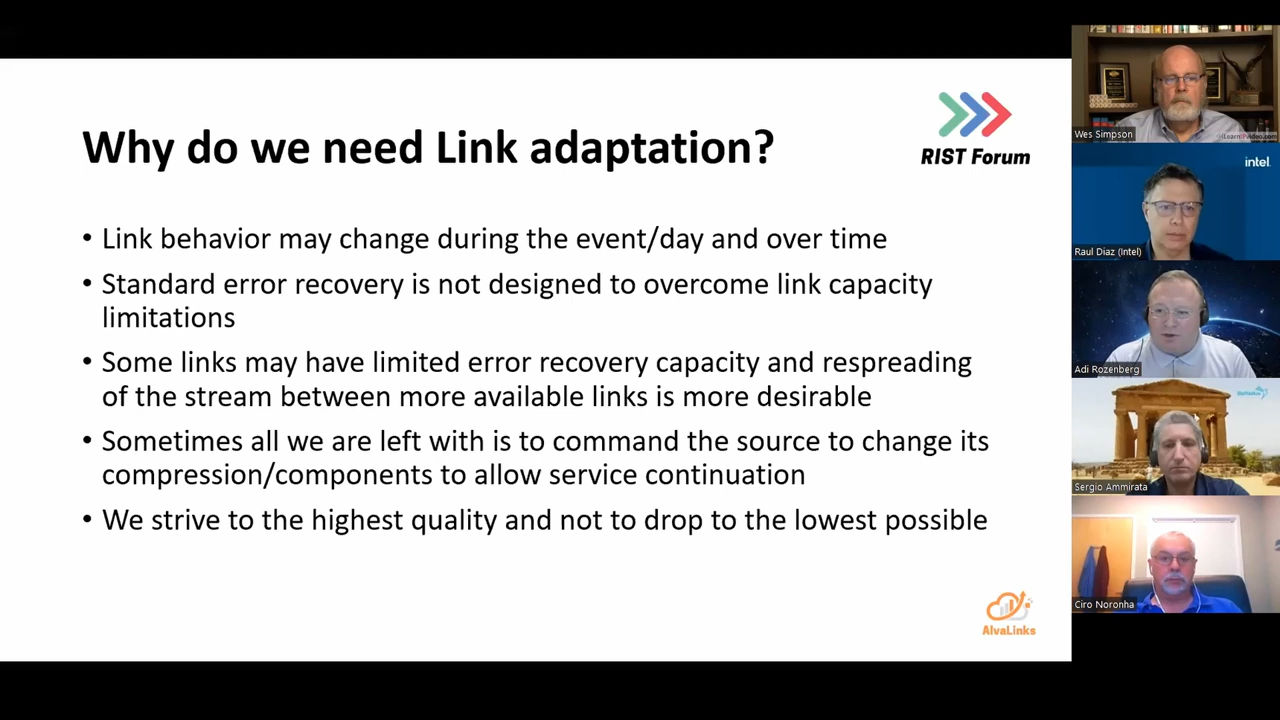 Why do we need Link adaptation?
RIST Forum
• Link behavior may change during the event/day and over time
• Standard error recovery is not designed to overcome link capacity
limitations
• Some links may have limited error recovery capacity and respreading
of the stream between more available links is more desirable
• Sometimes all we are left with is to command the source to change its
compression/components to allow service continuation
• We strive to the highest quality and not to drop to the lowest possible
AlvaLinks
Wes Simpson
LearnIPvideo.com
intel.
Raul Diaz (Intel)
Adi Rozenberg
Sergio Ammirata
Ciro Noronha